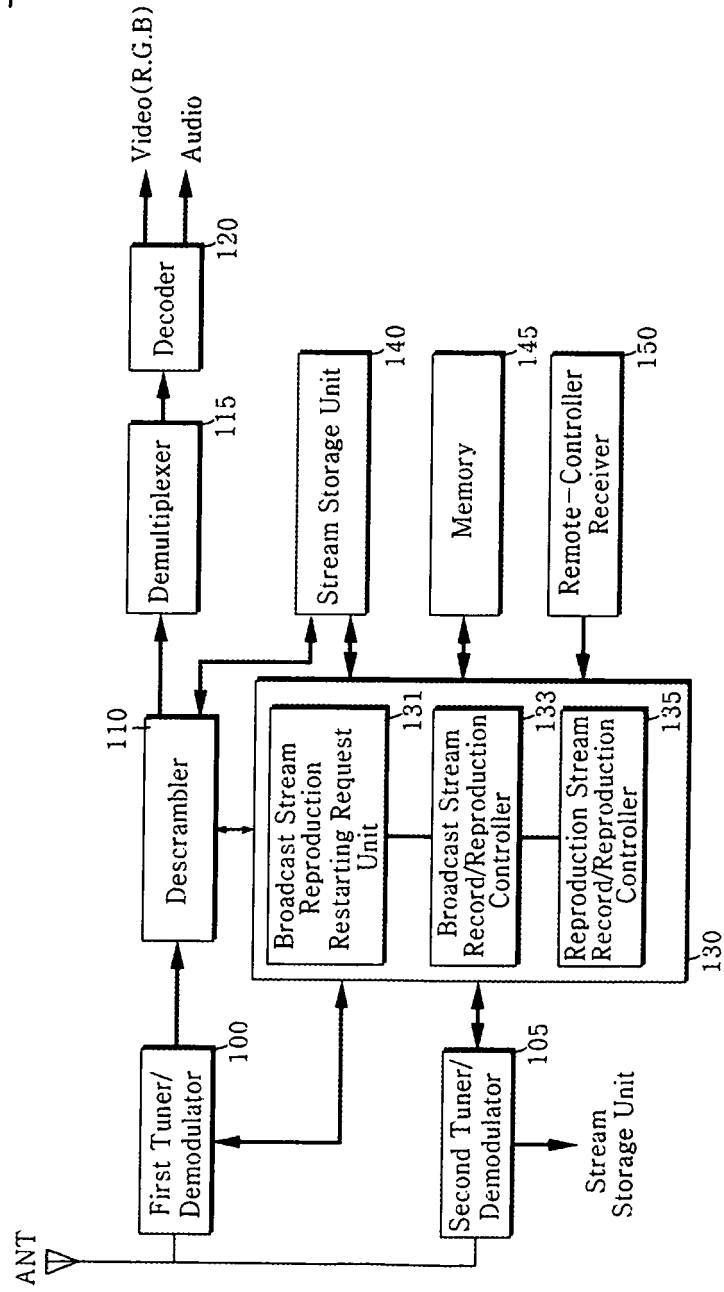 ANT
First Tuner/
Demodulator
100
Descrambler
110
Demultiplexer
115
Decoder
120
Video(R.G.B)
Audio
Second Tuner/
Demodulator
105
Stream
Storage Unit
Broadcast Stream
Reproduction
Restarting Request
Unit
131
Broadcast Stream
Record/Reproduction
Controller
133
Reproduction Stream
Record/Reproduction
Controller
135
130
Stream Storage Unit
140
Memory
145
Remote-Controller
Receiver
150